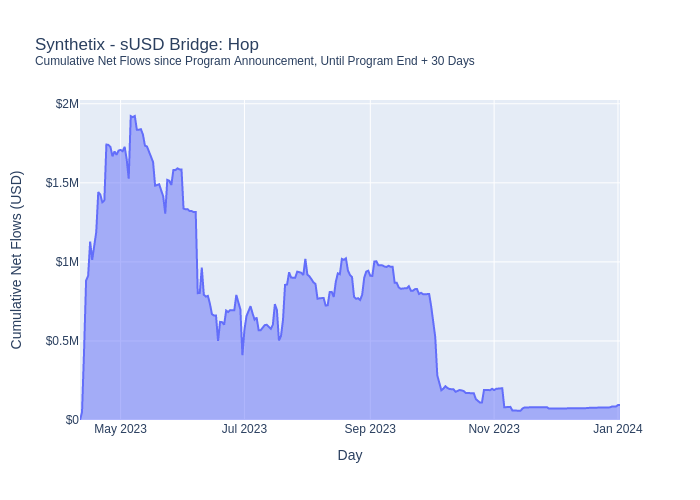 Synthetix - sUSD Bridge: Hop
Cumulative Net Flows since Program Announcement, Until Program End + 30 Days
Cumulative Net Flows (USD)
$2M
$1.5M
$1M
$0.5M
$0
May 2023
Jul 2023
Sep 2023
Nov 2023
Jan 2024
Day